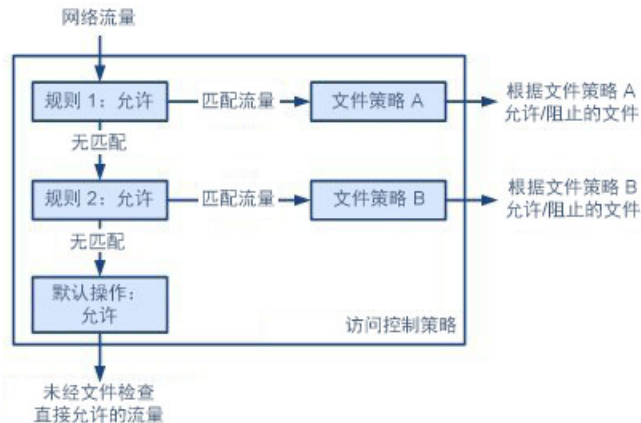 网络流量
规则 1：允许
匹配流量
文件策略 A
根据文件策略 A
允许/阻止的文件
无匹配
规则 2：允许
匹配流量
文件策略 B
根据文件策略 B
允许/阻止的文件
无匹配
默认操作：
允许
访问控制策略
未经文件检查
直接允许的流量